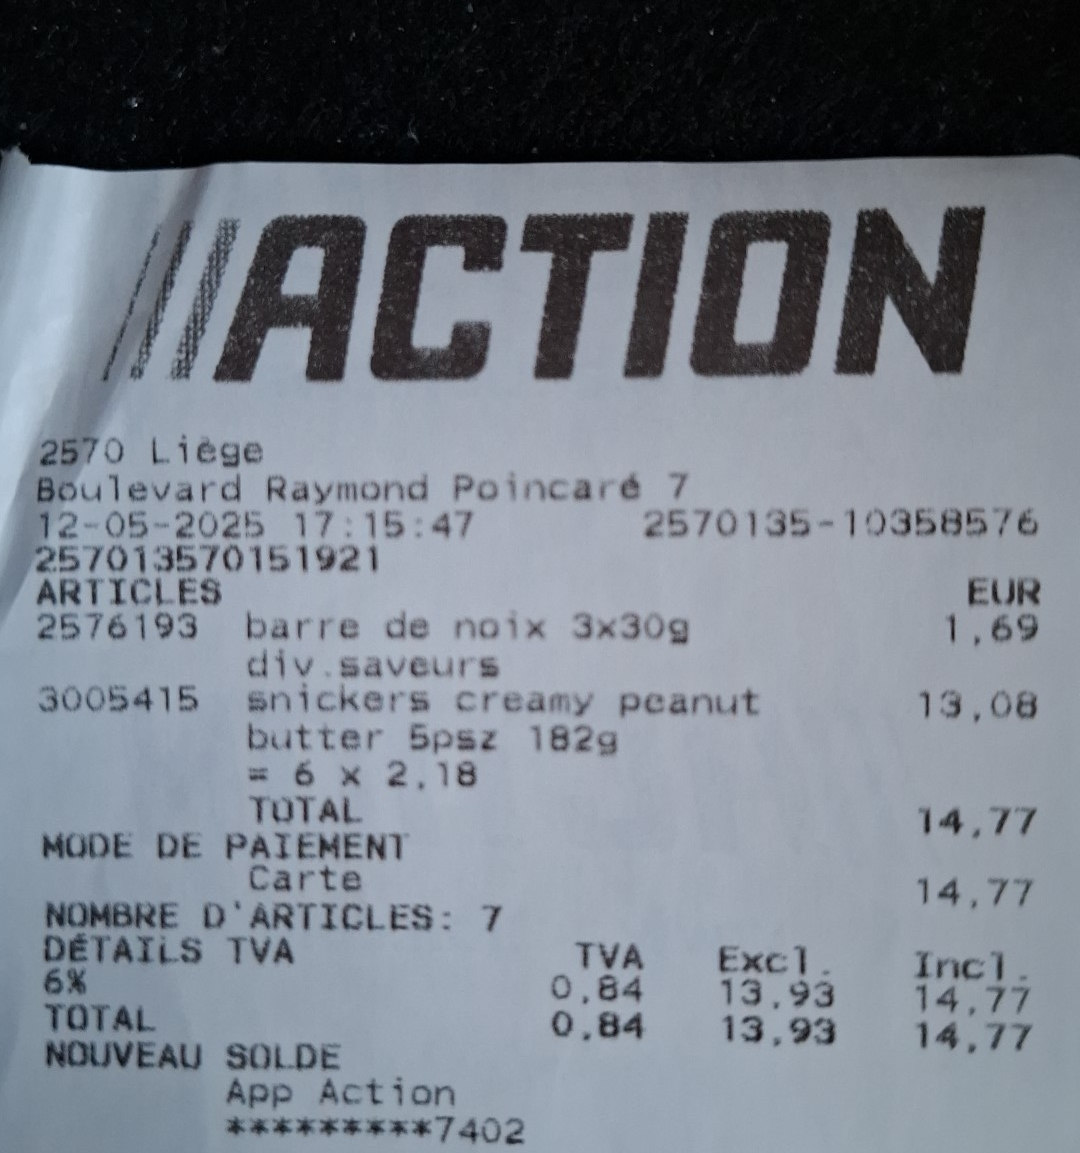 ACTION
2570 Liège
Boulevard Raymond Poincaré 7
12-05-2025 17:15:47 2570135-10358576
257013570151921
ARTICLES EUR
2576193 barre de noix 3x30g 1,69
div.saveurs
3005415 snickers creamy peanut 13,08
butter 5psz 182g
= 6 x 2,18
TOTAL 14,77
MODE DE PAIEMENT
Carte 14,77
NOMBRE D'ARTICLES: 7
DÉTAILS TVA TVA Excl. Incl.
6% 0,84 13,93 14,77
TOTAL 0,84 13,93 14,77
NOUVEAU SOLDE
App Action
*********7402